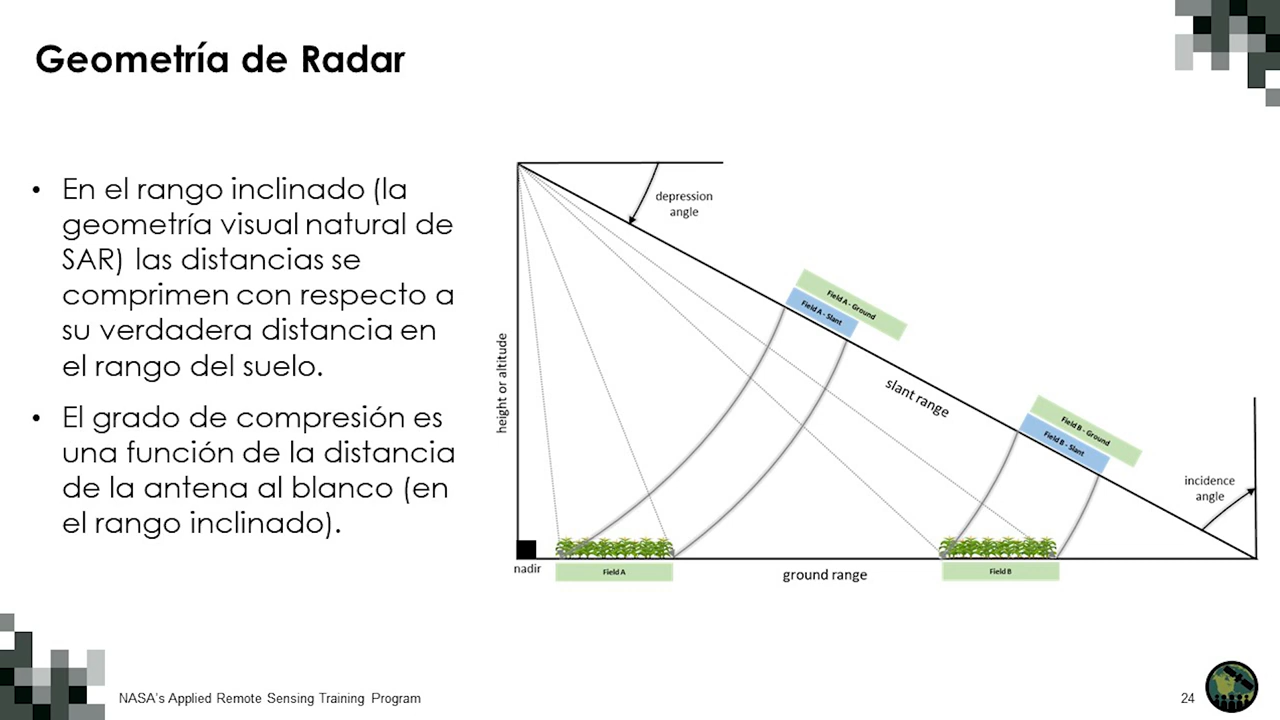 Geometría de Radar
• En el rango inclinado (la
geometría visual natural de
SAR) las distancias se
comprimen con respecto a
su verdadera distancia en
el rango del suelo.
• El grado de compresión es
una función de la distancia
de la antena al blanco (en
el rango inclinado).
depression
angle
Field A - Ground
Field A - Slant
height or altitude
slant range
Field B - Ground
Field B - Slant
incidence
angle
nadir
Field A
ground range
Field B
NASA's Applied Remote Sensing Training Program
24